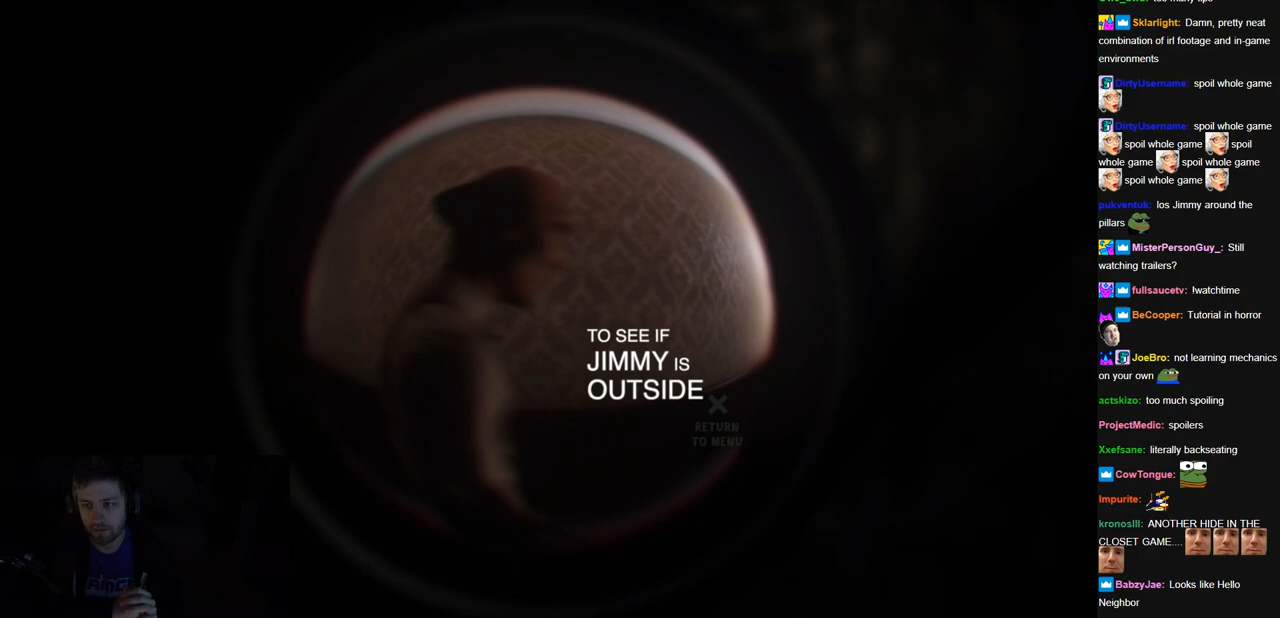 TO SEE IF
JIMMY IS
OUTSIDE
RETURN
TO MENU
Sklarlight: Damn, pretty neat
combination of irl footage and in-game
environments
DirtyUsername: spoil whole game
DirtyUsername: spoil whole game
spoil whole game spoil
whole game spoil whole game
spoil whole game
pukventuk: los Jimmy around the
pillars
MisterPersonGuy_: Still
watching trailers?
fullsaucetv: !watchtime
BeCooper: Tutorial in horror
JoeBro: not learning mechanics
on your own
actskizo: too much spoiling
ProjectMedic: spoilers
Xxefsane: literally backseating
CowTongue:
Impurite:
kronoslll: ANOTHER HIDE IN THE
CLOSET GAME....
BabzyJae: Looks like Hello
Neighbor